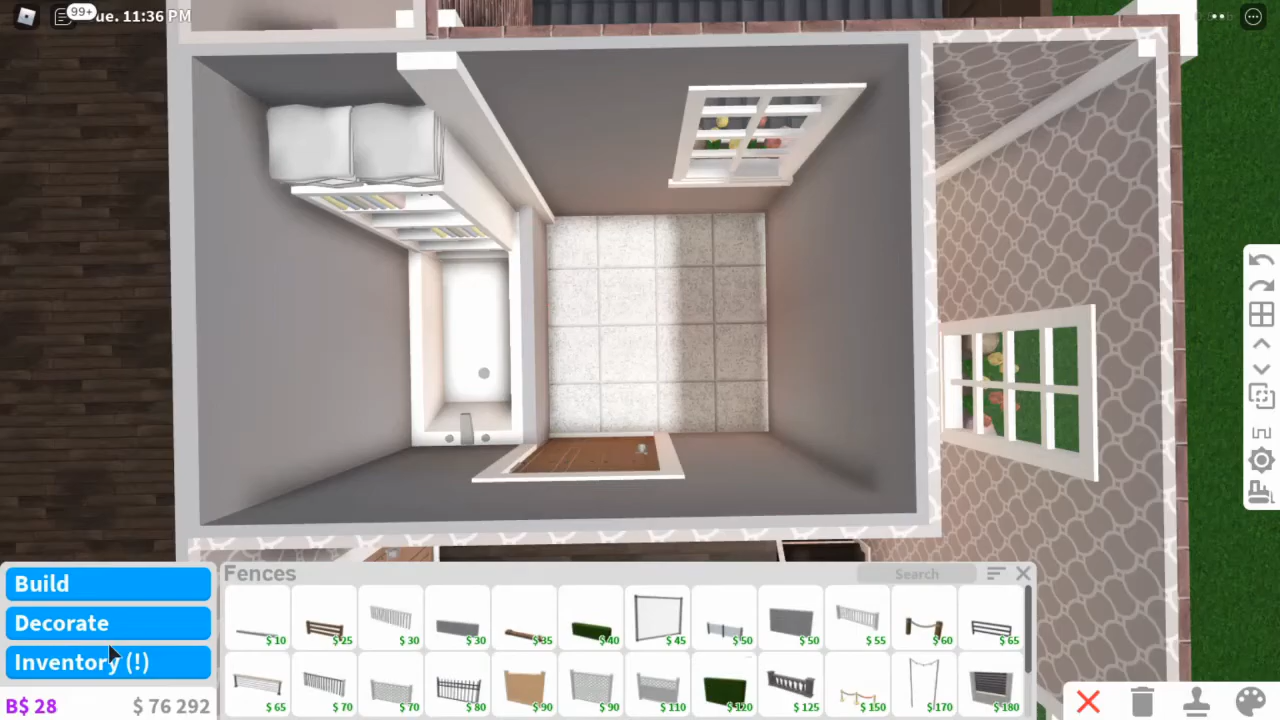 99+
ue. 11:36 PM
Build
Decorate
Inventory (!)
B$ 28 $ 76 292
Fences Search
$ 10 $ 25 $ 30 $ 30 $ 35 $ 40 $ 45 $ 50 $ 50 $ 55 $ 60 $ 65
$ 65 $ 70 $ 70 $ 80 $ 90 $ 90 $ 110 $ 120 $ 125 $ 150 $ 170 $ 180